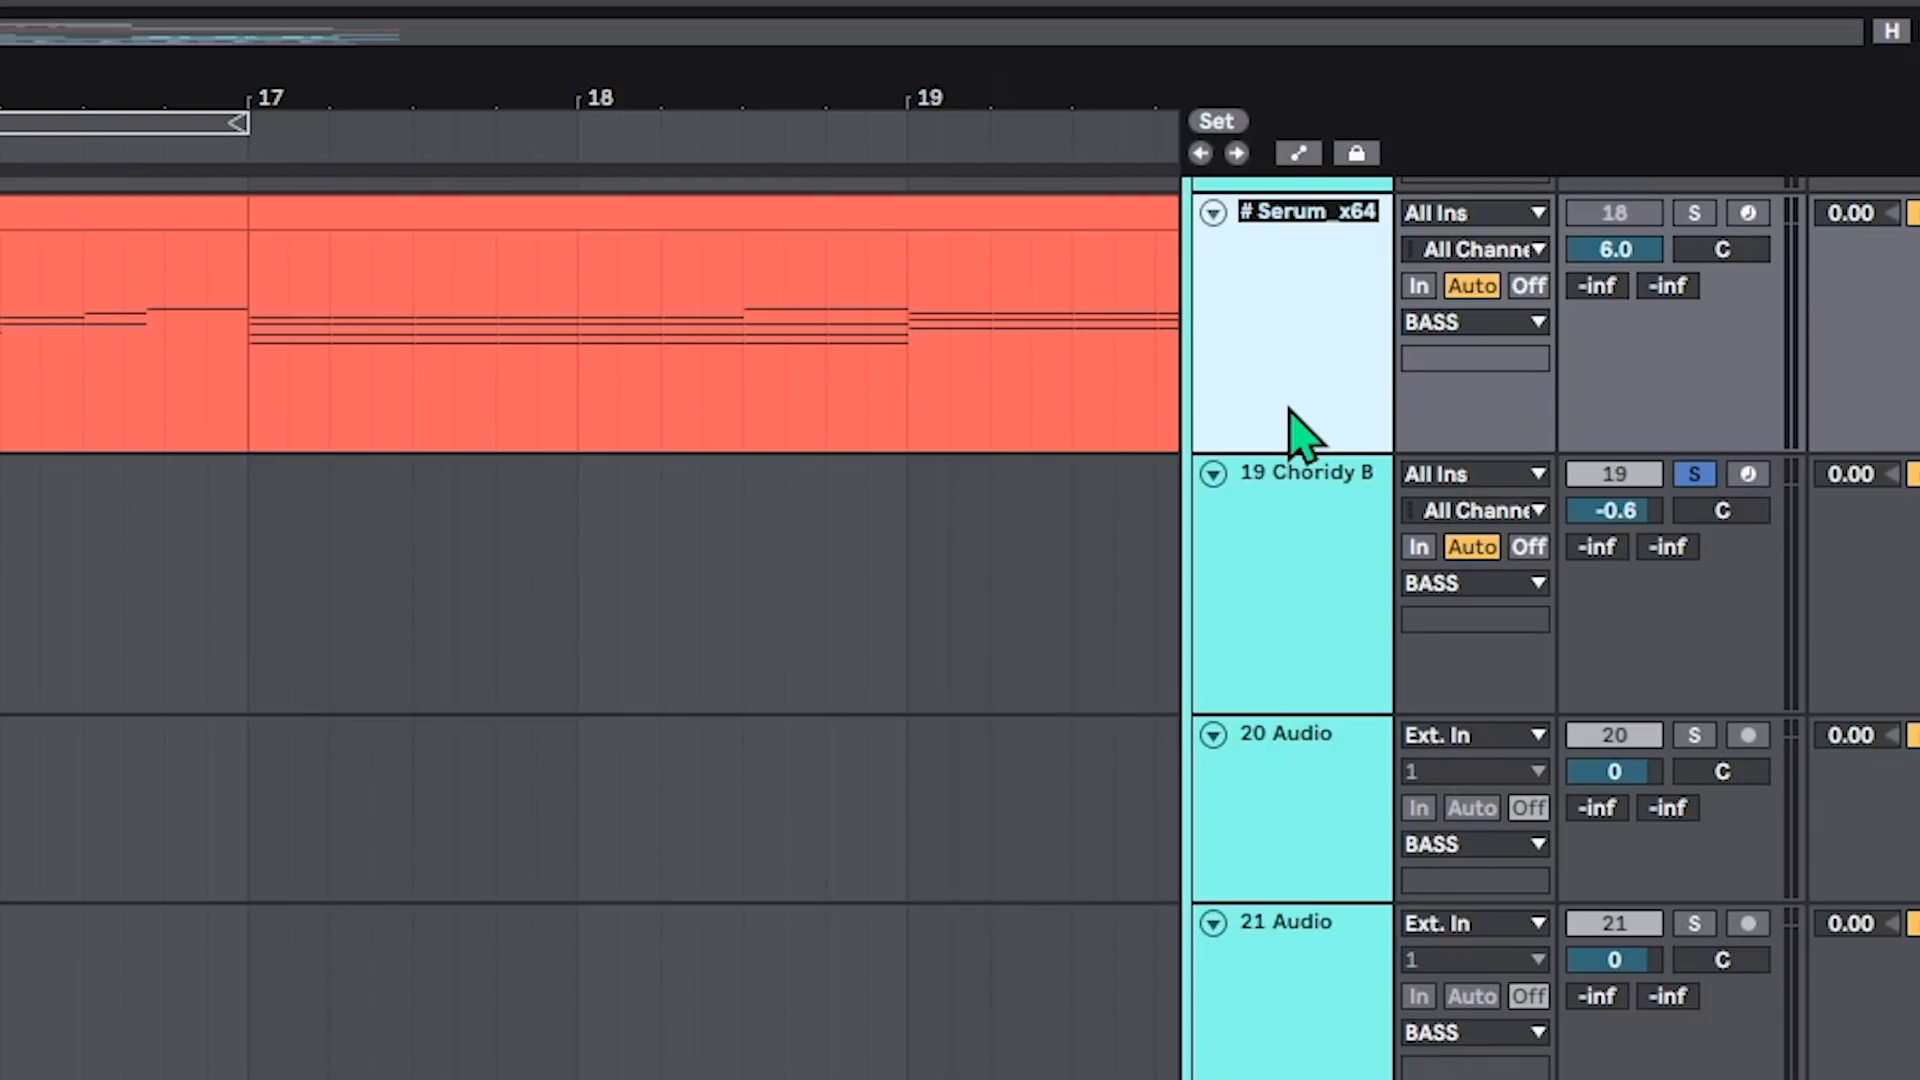 H
17 18 19
Set
# Serum_x64 All Ins 18 S 0.00
All Channe 6.0 C
In Auto Off -inf -inf
BASS
19 Choridy B All Ins 19 S 0.00
All Channe -0.6 C
In Auto Off -inf -inf
BASS
20 Audio Ext. In 20 S 0.00
1 0 C
In Auto Off -inf -inf
BASS
21 Audio Ext. In 21 S 0.00
1 0 C
In Auto Off -inf -inf
BASS